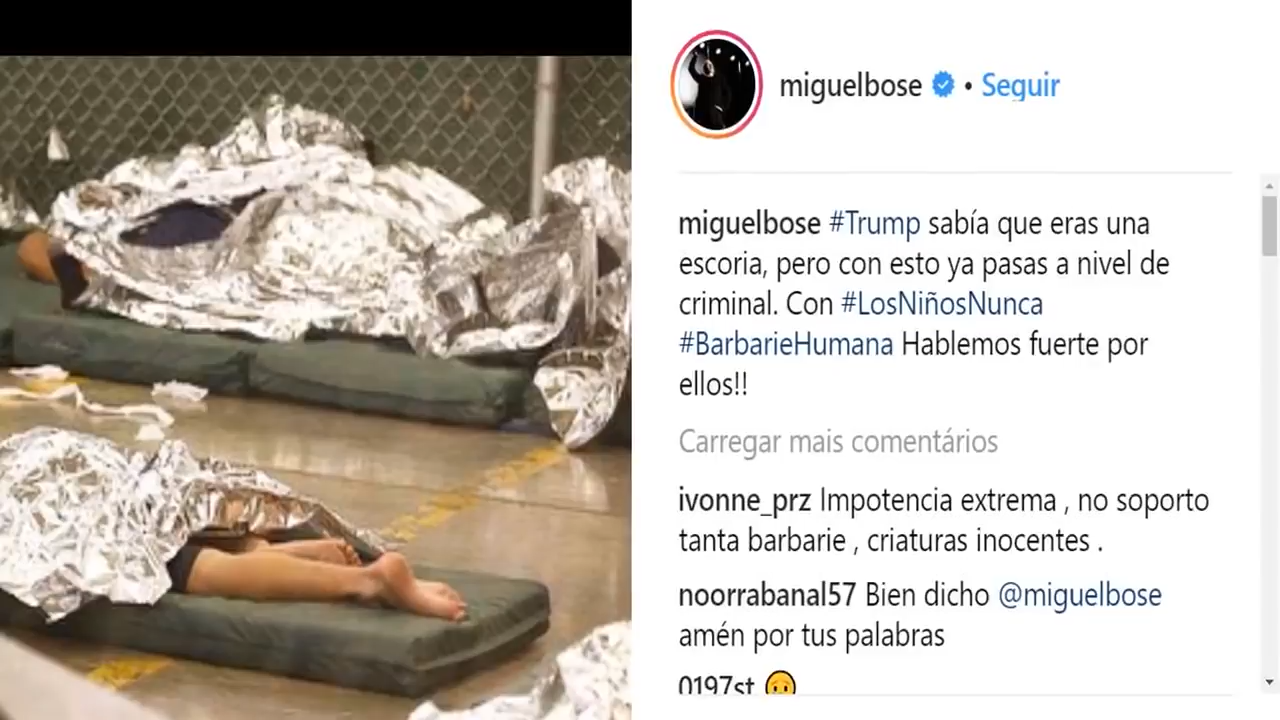 miguelbose • Seguir
miguelbose #Trump sabía que eras una
escoria, pero con esto ya pasas a nivel de
criminal. Con #LosNiñosNunca
#BarbarieHumana Hablemos fuerte por
ellos!!
Carregar mais comentários
ivonne_prz Impotencia extrema , no soporto
tanta barbarie , criaturas inocentes .
noorrabanal57 Bien dicho @miguelbose
amén por tus palabras
0197st